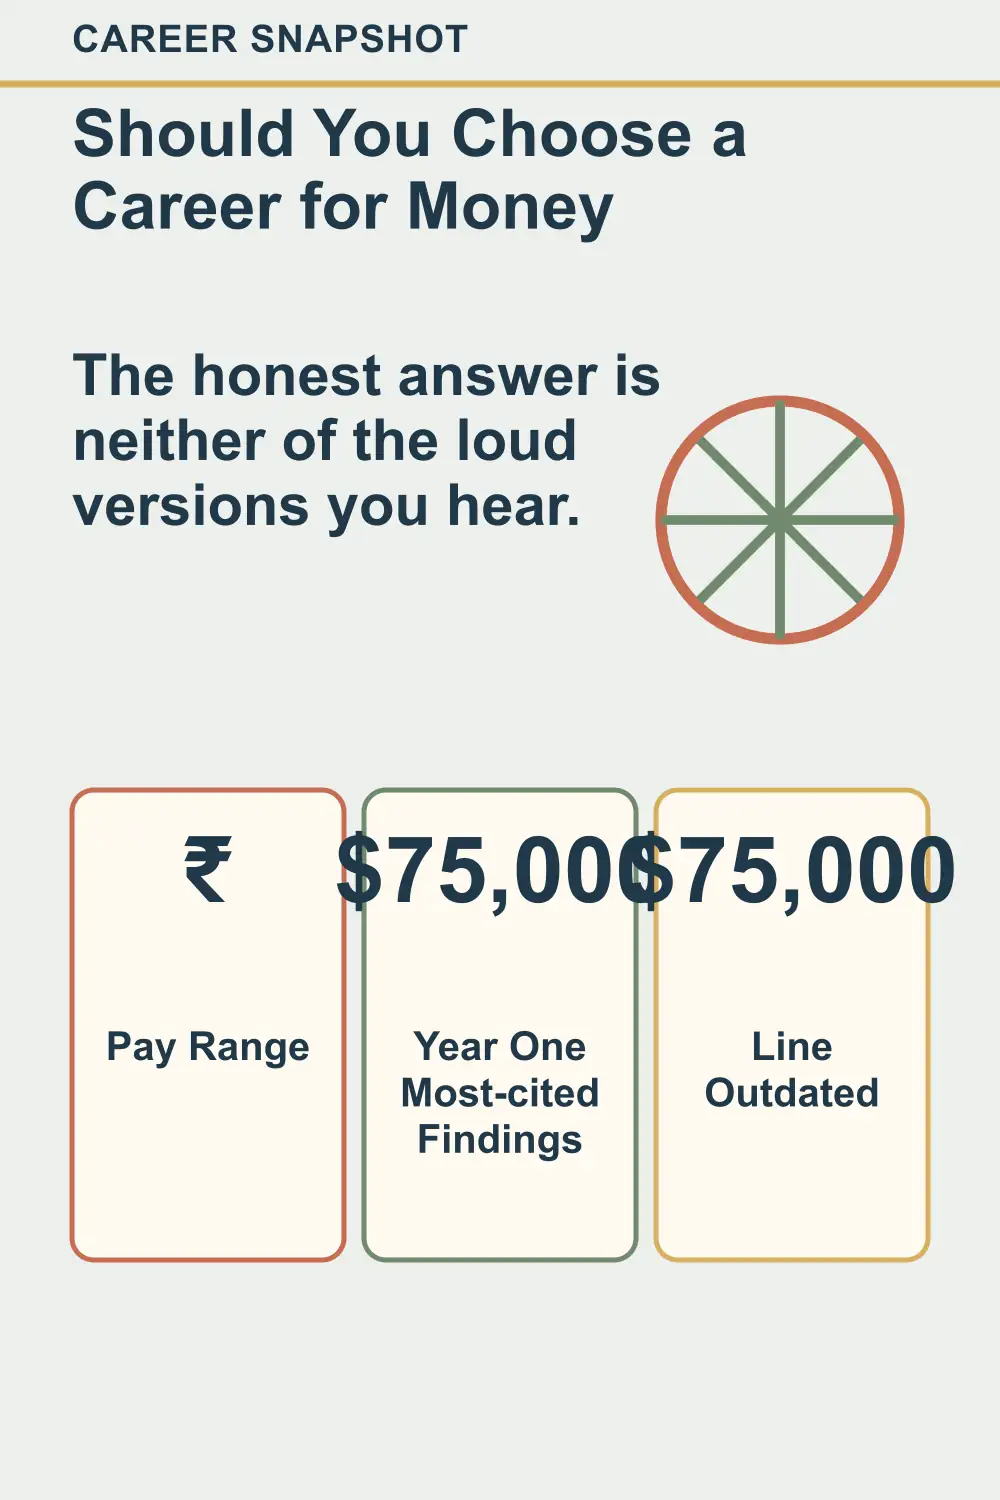 CAREER SNAPSHOT
Should You Choose a
Career for Money
The honest answer is
neither of the loud
versions you hear.
₹
$75,000
$75,000
Pay Range
Year One
Most-cited
Findings
Line
Outdated